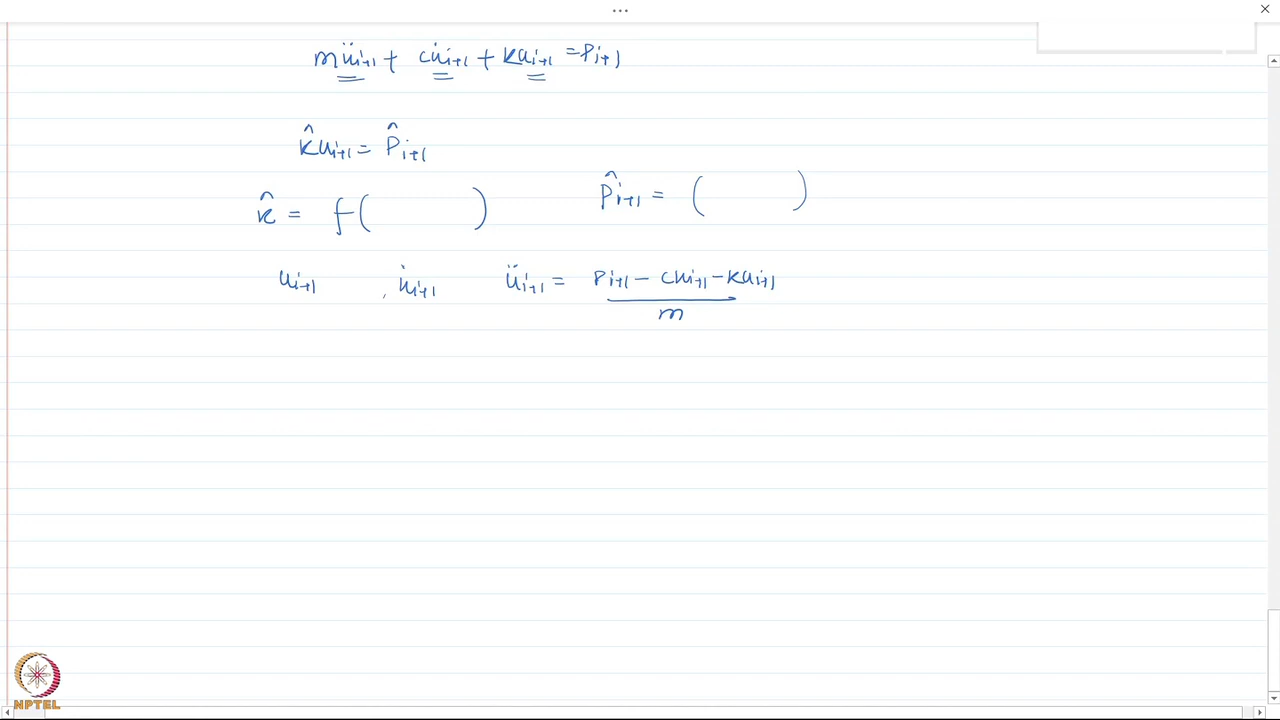 mü_{i+1} + cu̇_{i+1} + ku_{i+1} = P_{i+1}
k̂u_{i+1} = P̂_{i+1}
k̂ = f( )
P̂_{i+1} = ( )
u_{i+1} , u̇_{i+1} ü_{i+1} = P_{i+1} - cu̇_{i+1} - ku_{i+1}
m
NPTEL